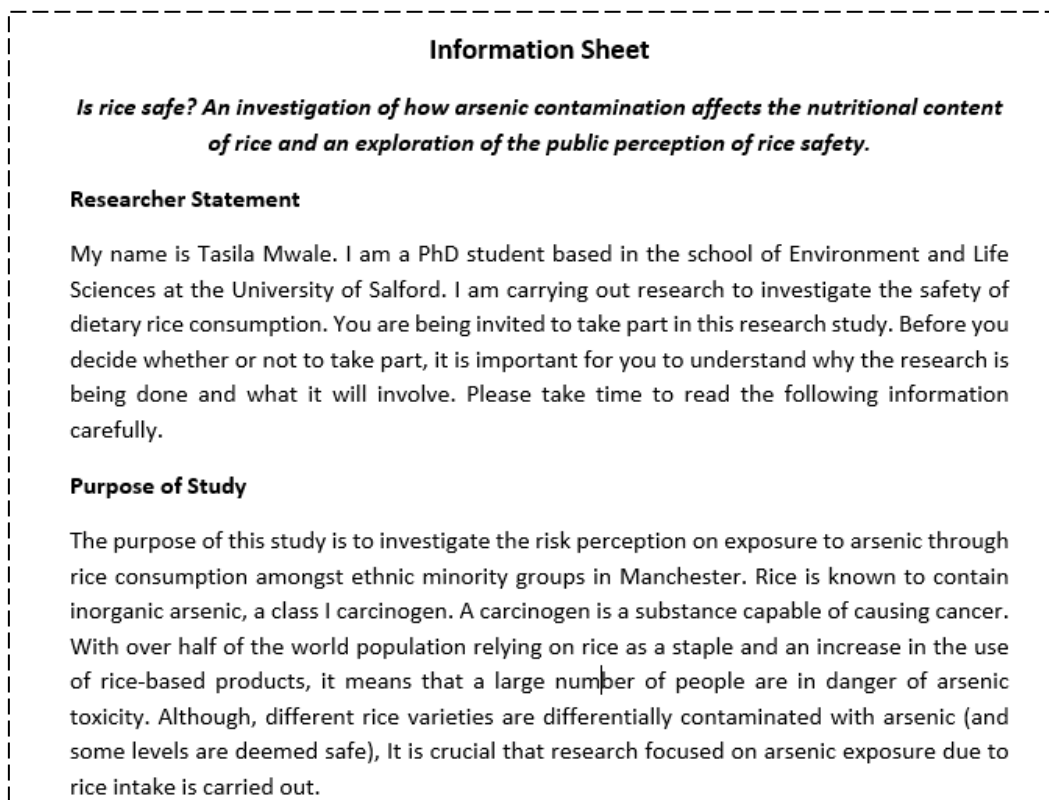 Information Sheet
Is rice safe? An investigation of how arsenic contamination affects the nutritional content
of rice and an exploration of the public perception of rice safety.
Researcher Statement
My name is Tasila Mwale. I am a PhD student based in the school of Environment and Life
Sciences at the University of Salford. I am carrying out research to investigate the safety of
dietary rice consumption. You are being invited to take part in this research study. Before you
decide whether or not to take part, it is important for you to understand why the research is
being done and what it will involve. Please take time to read the following information
carefully.
Purpose of Study
The purpose of this study is to investigate the risk perception on exposure to arsenic through
rice consumption amongst ethnic minority groups in Manchester. Rice is known to contain
inorganic arsenic, a class I carcinogen. A carcinogen is a substance capable of causing cancer.
With over half of the world population relying on rice as a staple and an increase in the use
of rice-based products, it means that a large number of people are in danger of arsenic
toxicity. Although, different rice varieties are differentially contaminated with arsenic (and
some levels are deemed safe), It is crucial that research focused on arsenic exposure due to
rice intake is carried out.